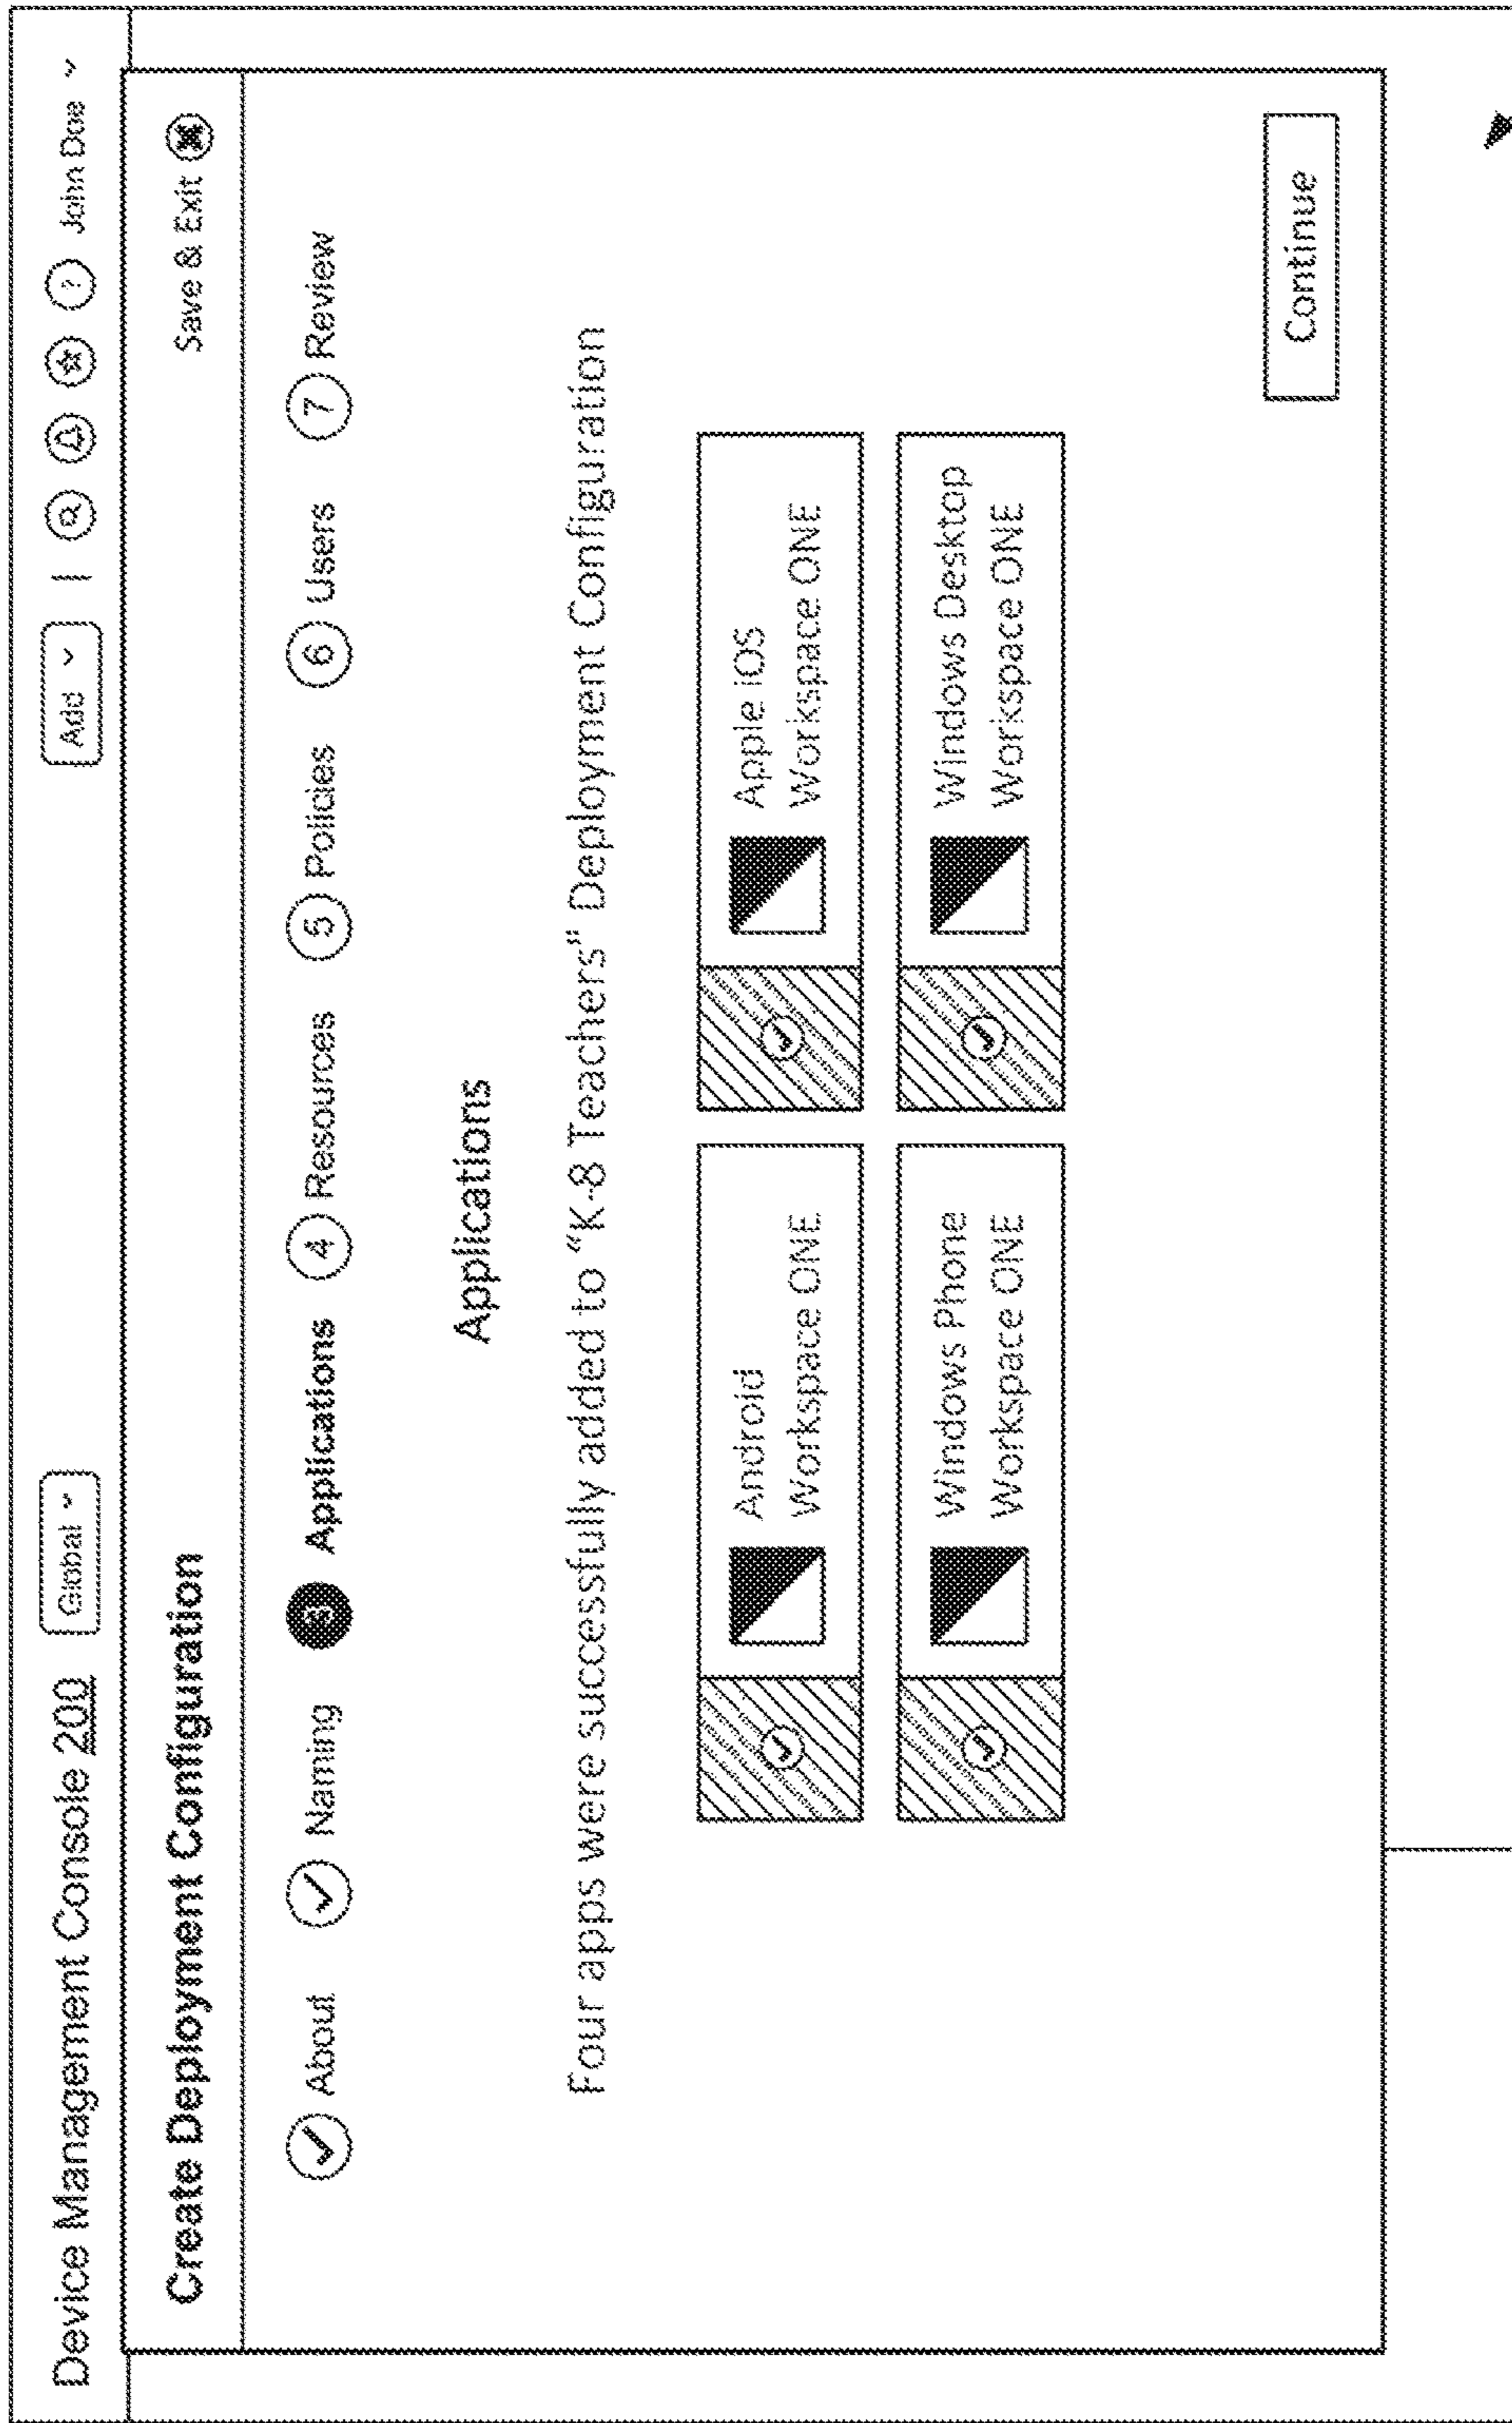 Device Management Console 200 Global Add John Doe
Create Deployment Configuration Save & Exit
About Naming 3 Applications 4 Resources 5 Policies 6 Users 7 Review
Applications
Four apps were successfully added to “K-8 Teachers” Deployment Configuration
Android
Workspace ONE
Apple iOS
Workspace ONE
Windows Phone
Workspace ONE
Windows Desktop
Workspace ONE
Continue